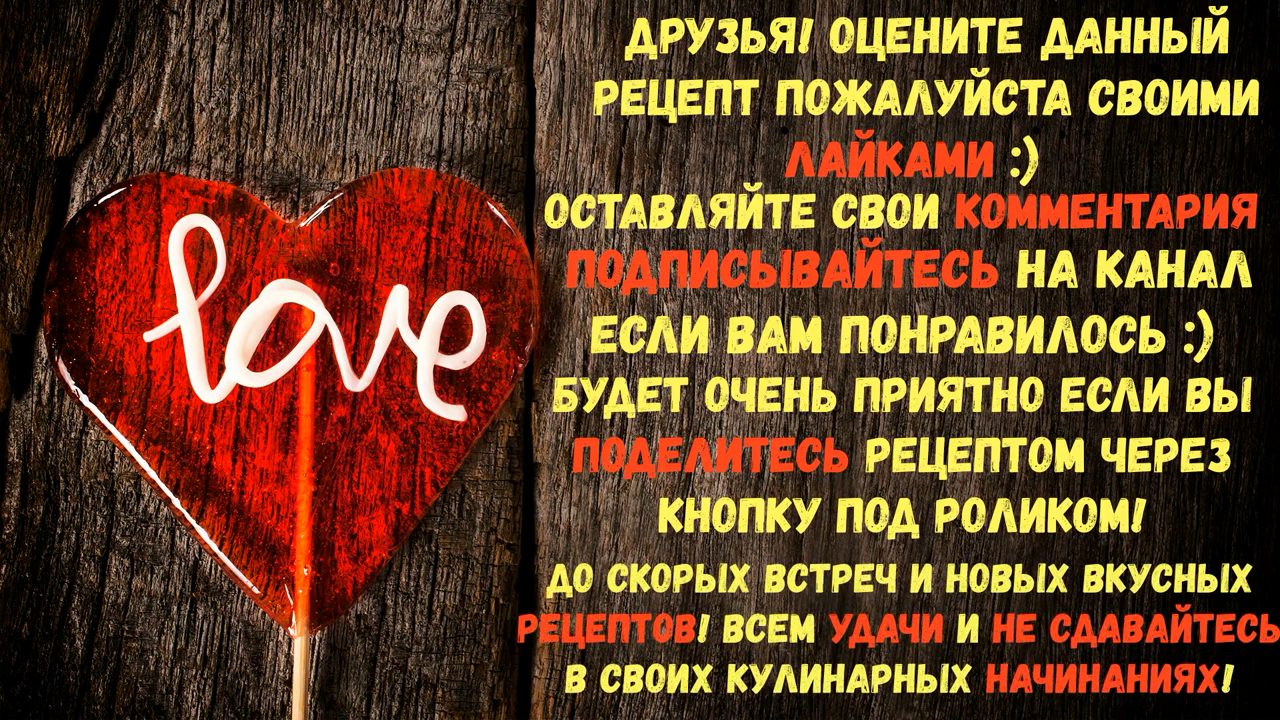 love
ДРУЗЬЯ! ОЦЕНИТЕ ДАННЫЙ
РЕЦЕПТ ПОЖАЛУЙСТА СВОИМИ
ЛАЙКАМИ :)
ОСТАВЛЯЙТЕ СВОИ КОММЕНТАРИЯ
ПОДПИСЫВАЙТЕСЬ НА КАНАЛ
ЕСЛИ ВАМ ПОНРАВИЛОСЬ :)
БУДЕТ ОЧЕНЬ ПРИЯТНО ЕСЛИ ВЫ
ПОДЕЛИТЕСЬ РЕЦЕПТОМ ЧЕРЕЗ
КНОПКУ ПОД РОЛИКОМ!
ДО СКОРЫХ ВСТРЕЧ И НОВЫХ ВКУСНЫХ
РЕЦЕПТОВ! ВСЕМ УДАЧИ И НЕ СДАВАЙТЕСЬ
В СВОИХ КУЛИНАРНЫХ НАЧИНАНИЯХ!